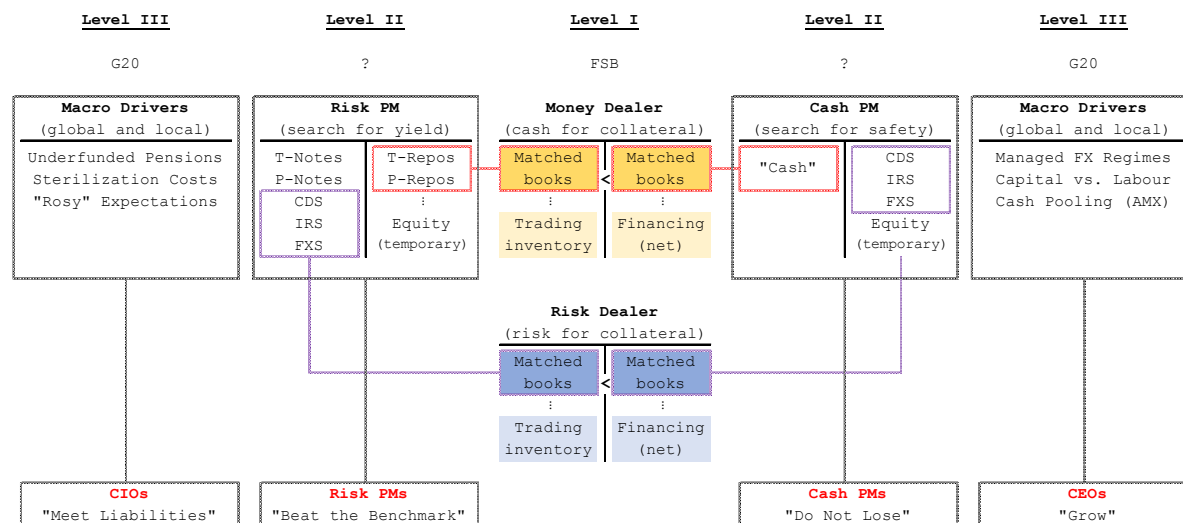 Level III
Level II
Level I
Level II
Level III
G20
?
FSB
?
G20
Macro Drivers
(global and local)
Underfunded Pensions
Sterilization Costs
"Rosy" Expectations
Risk PM
(search for yield)
T-Notes
P-Notes
CDS
IRS
FXS
T-Repos
P-Repos
⋮
Equity
(temporary)
Money Dealer
(cash for collateral)
Matched
books
⋮
Trading
inventory
<
Matched
books
⋮
Financing
(net)
Cash PM
(search for safety)
"Cash"
CDS
IRS
FXS
Equity
(temporary)
Macro Drivers
(global and local)
Managed FX Regimes
Capital vs. Labour
Cash Pooling (AMX)
Risk Dealer
(risk for collateral)
Matched
books
⋮
Trading
inventory
<
Matched
books
⋮
Financing
(net)
CIOs
"Meet Liabilities"
Risk PMs
"Beat the Benchmark"
Cash PMs
"Do Not Lose"
CEOs
"Grow"